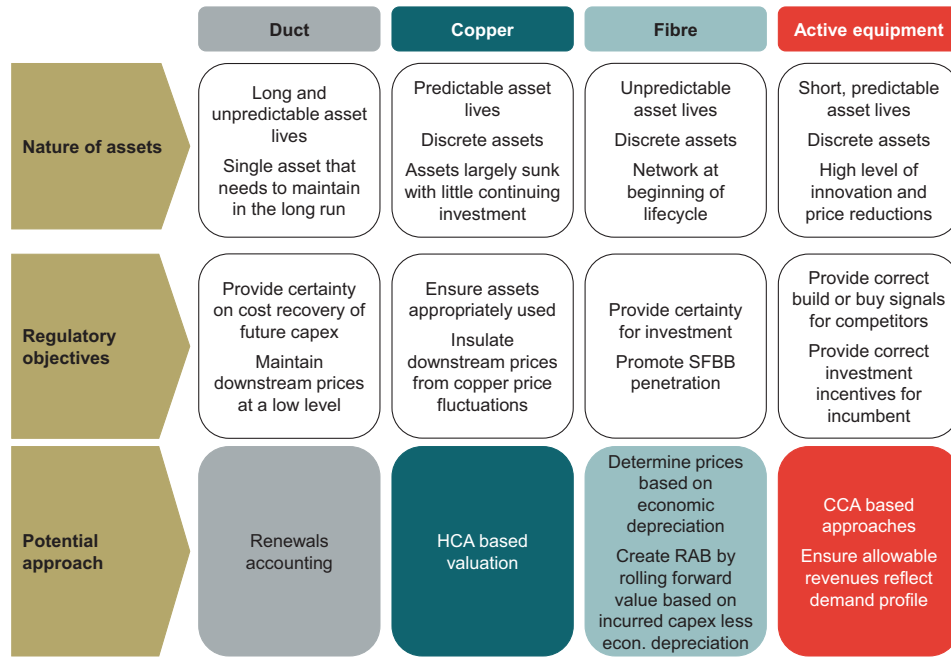 Duct
Copper
Fibre
Active equipment
Nature of assets
Long and
unpredictable asset
lives
Single asset that
needs to maintain
in the long run
Predictable asset
lives
Discrete assets
Assets largely sunk
with little continuing
investment
Unpredictable
asset lives
Discrete assets
Network at
beginning of
lifecycle
Short, predictable
asset lives
Discrete assets
High level of
innovation and
price reductions
Regulatory
objectives
Provide certainty
on cost recovery of
future capex
Maintain
downstream prices
at a low level
Ensure assets
appropriately used
Insulate
downstream prices
from copper price
fluctuations
Provide certainty
for investment
Promote SFBB
penetration
Provide correct
build or buy signals
for competitors
Provide correct
investment
incentives for
incumbent
Potential
approach
Renewals
accounting
HCA based
valuation
Determine prices
based on
economic
depreciation
Create RAB by
rolling forward
value based on
incurred capex less
econ. depreciation
CCA based
approaches
Ensure allowable
revenues reflect
demand profile